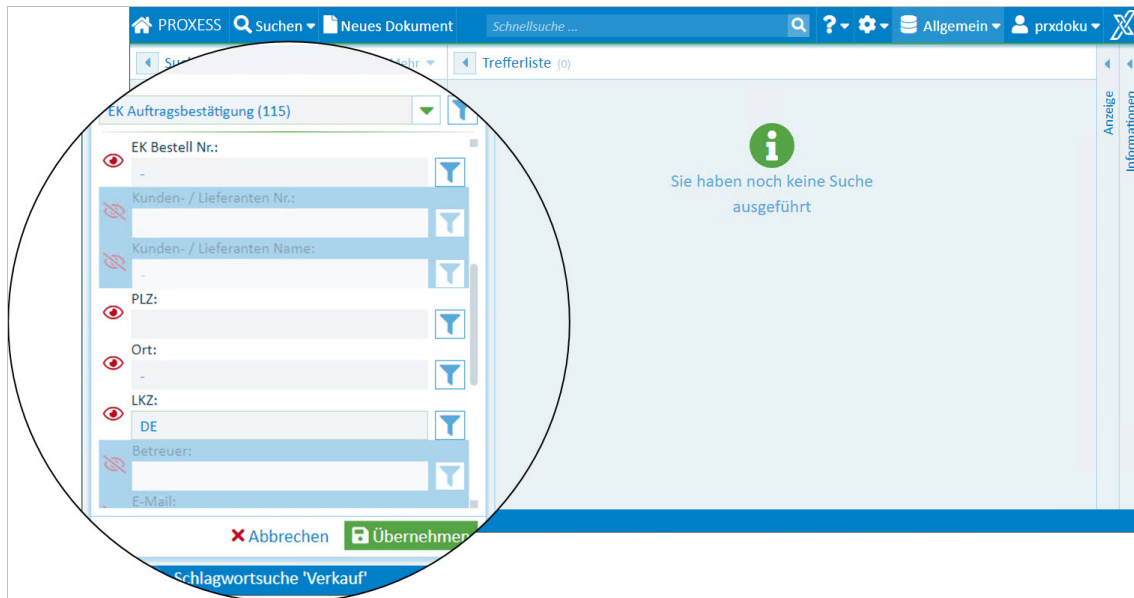 PROXESS Suchen Neues Dokument Schnellsuche ... ? Allgemein prxdoku
Mehr Trefferliste (0)
EK Auftragsbestätigung (115)
EK Bestell Nr.:
-
Kunden- / Lieferanten Nr.:
Kunden- / Lieferanten Name:
-
PLZ:
Ort:
-
LKZ:
DE
Betreuer:
E-Mail:
Abbrechen Übernehmen
Schlagwortsuche 'Verkauf'
Sie haben noch keine Suche
ausgeführt
Anzeige
Informationen